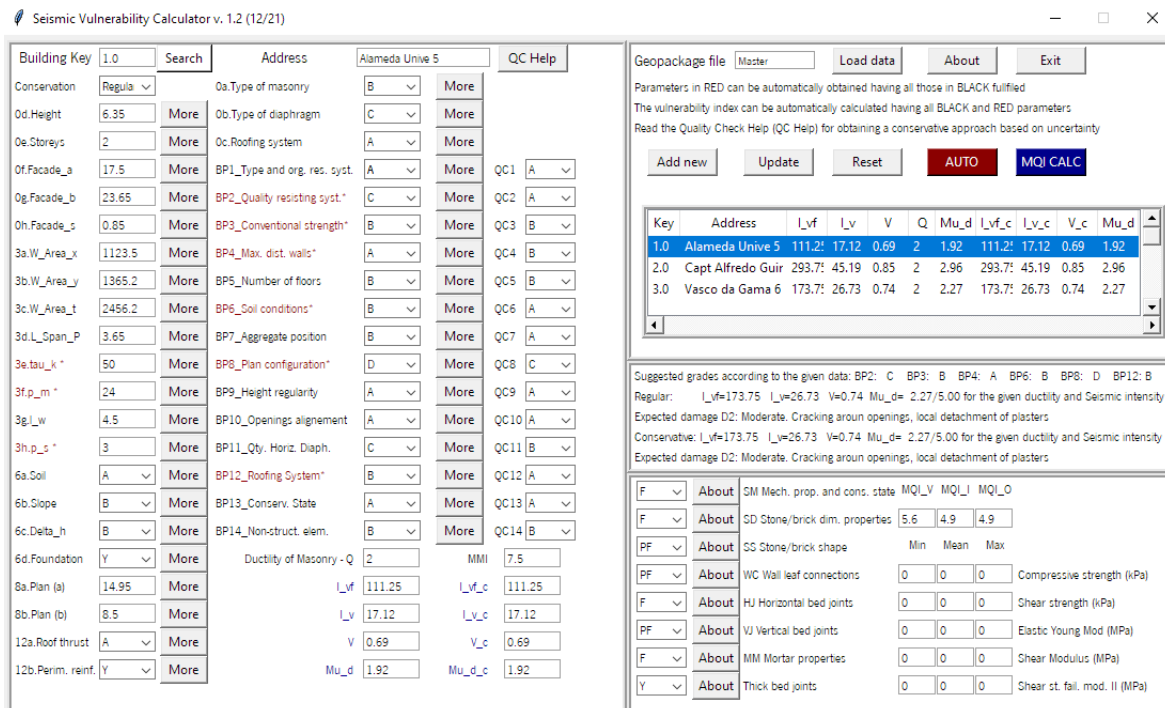 Seismic Vulnerability Calculator v. 1.2 (12/21)
Building Key 1.0 Search Address Alameda Unive 5 QC Help
Conservation Regula 0a.Type of masonry B More
0d.Height 6.35 More 0b.Type of diaphragm C More
0e.Storeys 2 More 0c.Roofing system A More
0f.Facade_a 17.5 More BP1_Type and org. res. syst. A More QC1 A
0g.Facade_b 23.65 More BP2_Quality resisting syst.* C More QC2 A
0h.Facade_s 0.85 More BP3_Conventional strength* B More QC3 B
3a.W_Area_x 1123.5 More BP4_Max. dist. walls* A More QC4 B
3b.W_Area_y 1365.2 More BP5_Number of floors B More QC5 B
3c.W_Area_t 2456.2 More BP6_Soil conditions* B More QC6 A
3d.L_Span_P 3.65 More BP7_Aggregate position B More QC7 A
3e.tau_k * 50 More BP8_Plan configuration* D More QC8 C
3f.p_m * 24 More BP9_Height regularity A More QC9 A
3g.l_w 4.5 More BP10_Openings alignement A More QC10 A
3h.p_s * 3 More BP11_Qty. Horiz. Diaph. C More QC11 B
6a.Soil A More BP12_Roofing System* B More QC12 A
6b.Slope B More BP13_Conserv. State A More QC13 A
6c.Delta_h B More BP14_Non-struct. elem. B More QC14 B
6d.Foundation Y More Ductility of Masonry - Q 2 MMI 7.5
8a.Plan (a) 14.95 More I_vf 111.25 I_vf_c 111.25
8b.Plan (b) 8.5 More I_v 17.12 I_v_c 17.12
12a.Roof thrust A More V 0.69 V_c 0.69
12b.Perim. reinf. Y More Mu_d 1.92 Mu_d_c 1.92
Geopackage file Master Load data About Exit
Parameters in RED can be automatically obtained having all those in BLACK fullfiled
The vulnerability index can be automatically calculated having all BLACK and RED parameters
Read the Quality Check Help (QC Help) for obtaining a conservative approach based on uncertainty
Add new Update Reset AUTO MQI CALC
Key Address I_vf I_v V Q Mu_d I_vf_c I_v_c V_c Mu_d
1.0 Alameda Unive 5 111.2 17.12 0.69 2 1.92 111.2 17.12 0.69 1.92
2.0 Capt Alfredo Guir 293.7 45.19 0.85 2 2.96 293.7 45.19 0.85 2.96
3.0 Vasco da Gama 6 173.7 26.73 0.74 2 2.27 173.7 26.73 0.74 2.27
Suggested grades according to the given data: BP2: C BP3: B BP4: A BP6: B BP8: D BP12: B
Regular: I_vf=173.75 I_v=26.73 V=0.74 Mu_d= 2.27/5.00 for the given ductility and Seismic intensity
Expected damage D2: Moderate. Cracking aroun openings, local detachment of plasters
Conservative: I_vf=173.75 I_v=26.73 V=0.74 Mu_d= 2.27/5.00 for the given ductility and Seismic intensity
Expected damage D2: Moderate. Cracking aroun openings, local detachment of plasters
F About SM Mech. prop. and cons. state MQI_V MQI_I MQI_O
F About SD Stone/brick dim. properties 5.6 4.9 4.9
PF About SS Stone/brick shape Min Mean Max
PF About WC Wall leaf connections 0 0 0 Compressive strength (kPa)
F About HJ Horizontal bed joints 0 0 0 Shear strength (kPa)
PF About VJ Vertical bed joints 0 0 0 Elastic Young Mod (MPa)
F About MM Mortar properties 0 0 0 Shear Modulus (MPa)
Y About Thick bed joints 0 0 0 Shear st. fail. mod. II (MPa)